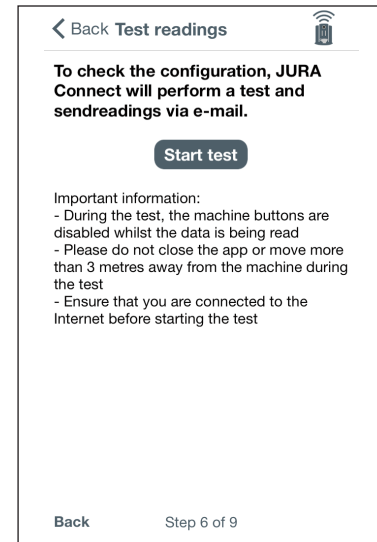 Back Test readings
To check the configuration, JURA
Connect will perform a test and
sendreadings via e-mail.
Start test
Important information:
- During the test, the machine buttons are
disabled whilst the data is being read
- Please do not close the app or move more
than 3 metres away from the machine during
the test
- Ensure that you are connected to the
Internet before starting the test
Back Step 6 of 9